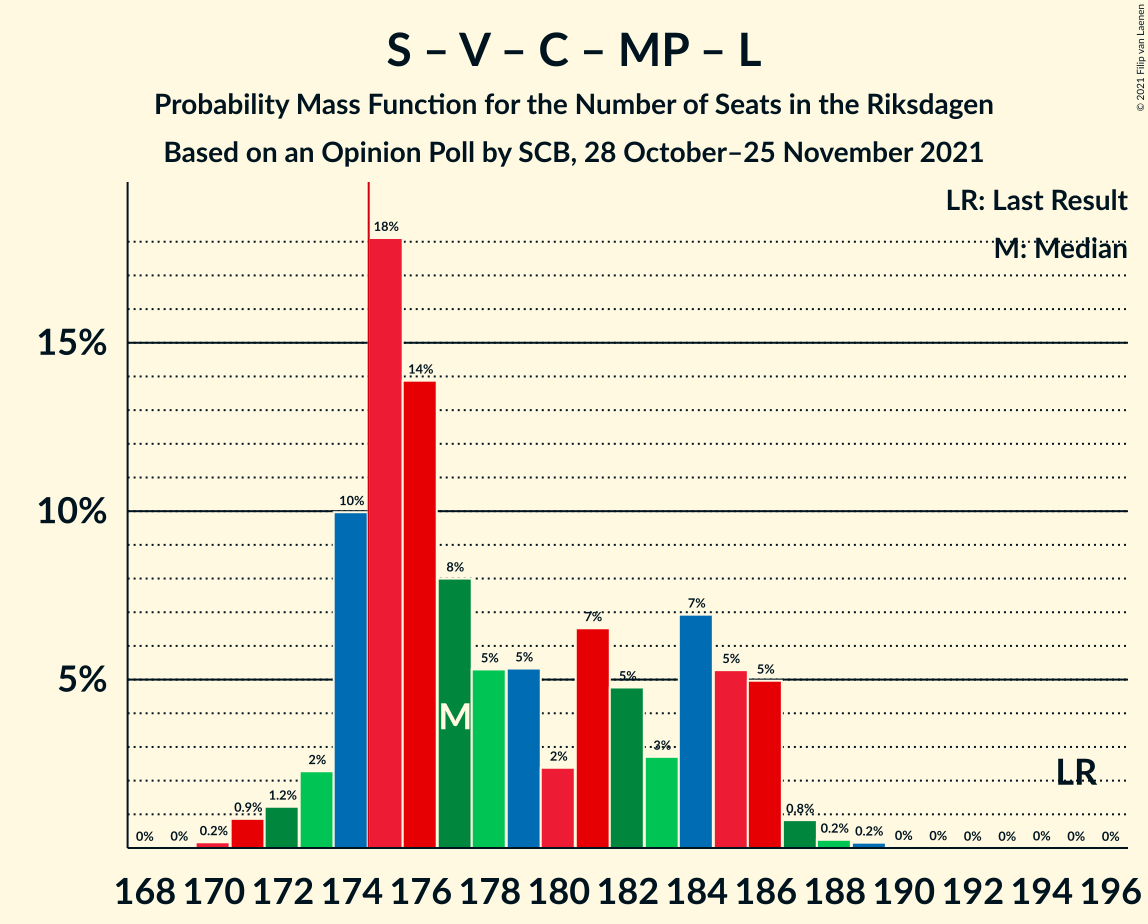 S – V – C – MP – L
Probability Mass Function for the Number of Seats in the Riksdagen
Based on an Opinion Poll by SCB, 28 October–25 November 2021
© 2021 Filip van Laenen
LR: Last Result
M: Median
15%
10%
5%
0% 0% 0.2% 0.9% 1.2% 2% 10% 18% 14% 8% 5% 5% 2% 7% 5% 3% 7% 5% 5% 0.8% 0.2% 0.2% 0% 0% 0% 0% 0% 0% 0%
M
LR
168 170 172 174 176 178 180 182 184 186 188 190 192 194 196